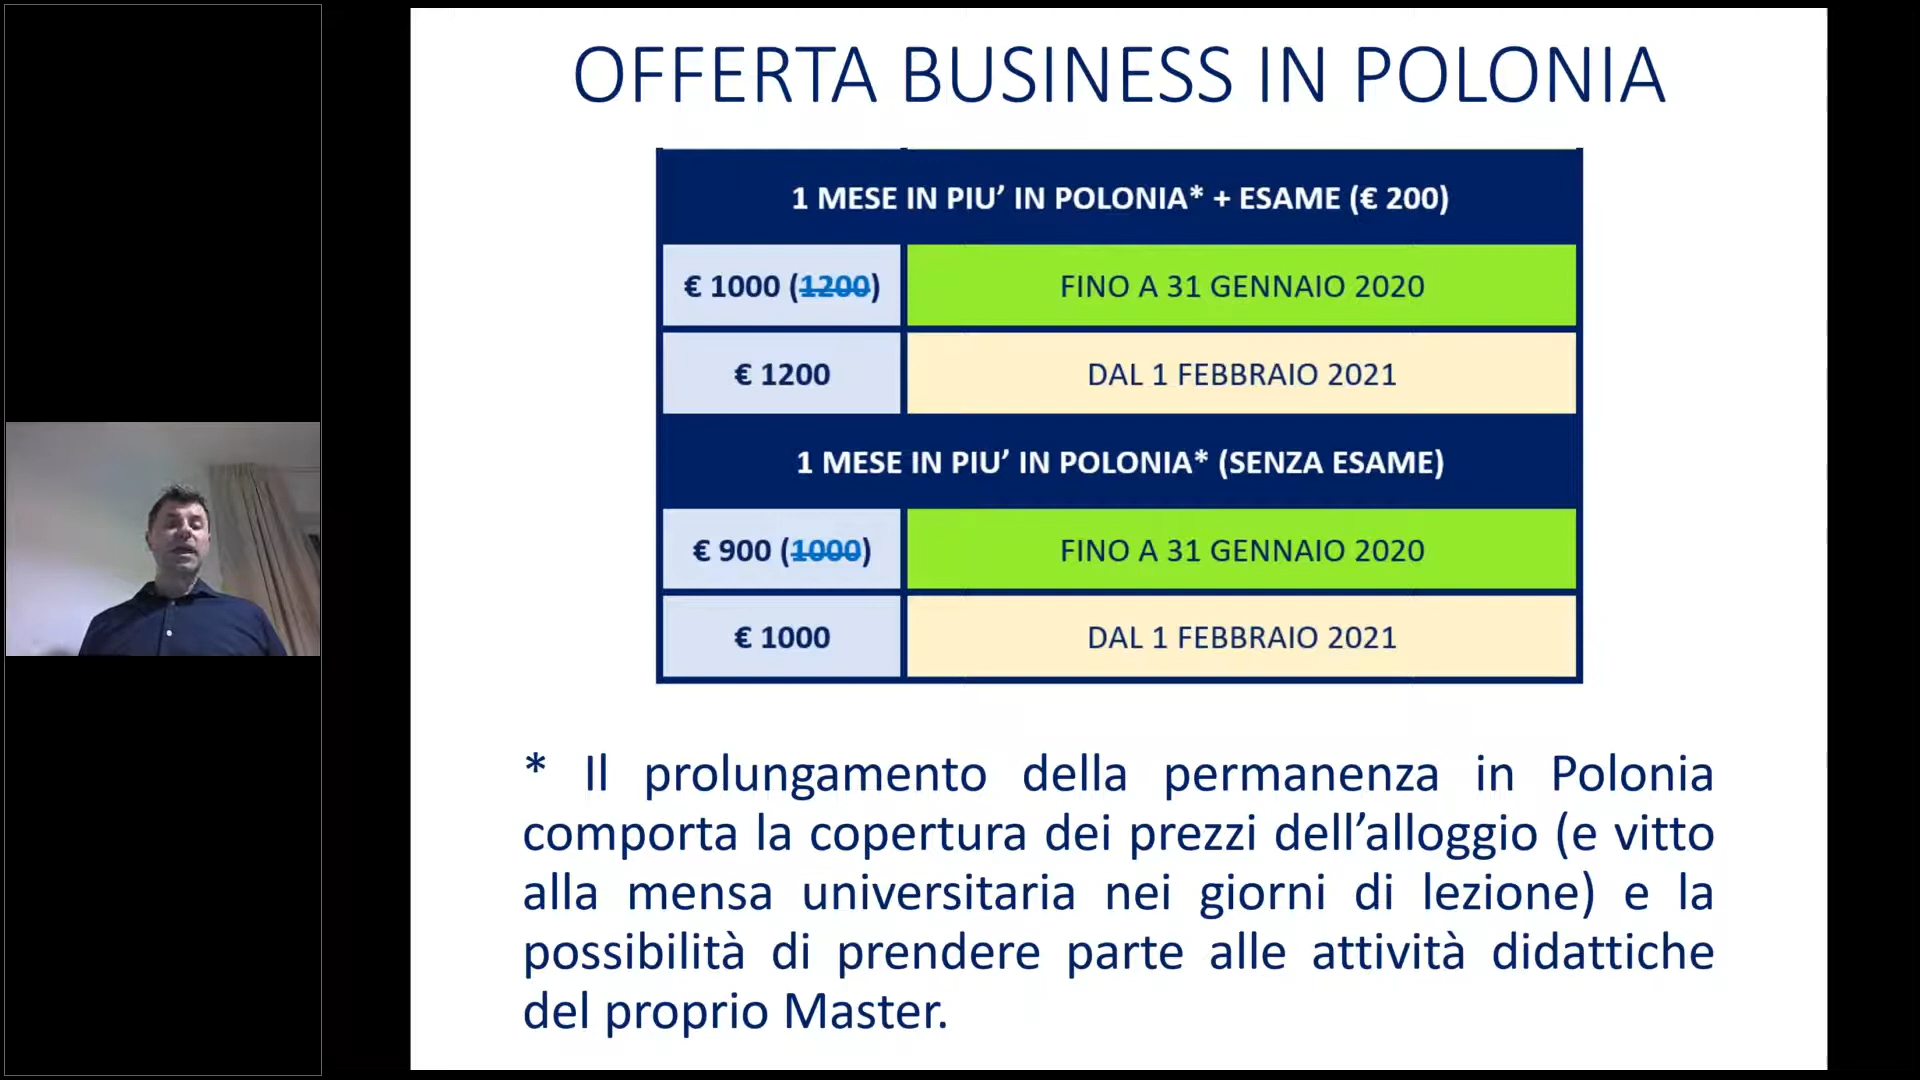 OFFERTA BUSINESS IN POLONIA
1 MESE IN PIU’ IN POLONIA* + ESAME (€ 200)
€ 1000 (1200) FINO A 31 GENNAIO 2020
€ 1200 DAL 1 FEBBRAIO 2021
1 MESE IN PIU’ IN POLONIA* (SENZA ESAME)
€ 900 (1000) FINO A 31 GENNAIO 2020
€ 1000 DAL 1 FEBBRAIO 2021
* Il prolungamento della permanenza in Polonia
comporta la copertura dei prezzi dell’alloggio (e vitto
alla mensa universitaria nei giorni di lezione) e la
possibilità di prendere parte alle attività didattiche
del proprio Master.